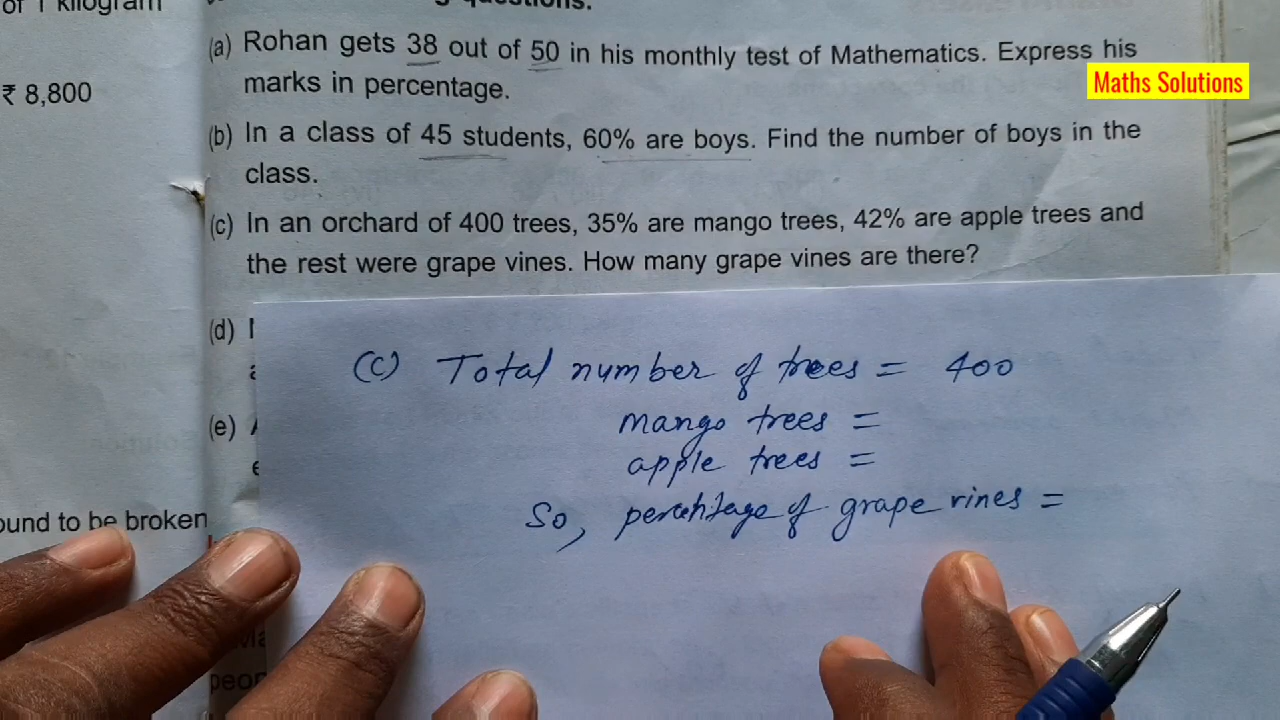 of 1 kilogram
questions.
(a) Rohan gets 38 out of 50 in his monthly test of Mathematics. Express his
marks in percentage.
Maths Solutions
₹ 8,800
(b) In a class of 45 students, 60% are boys. Find the number of boys in the
class.
(c) In an orchard of 400 trees, 35% are mango trees, 42% are apple trees and
the rest were grape vines. How many grape vines are there?
(d)
(c) Total number of trees = 400
mango trees =
(e)
apple trees =
So, percentage of grape vines =
ound to be broken